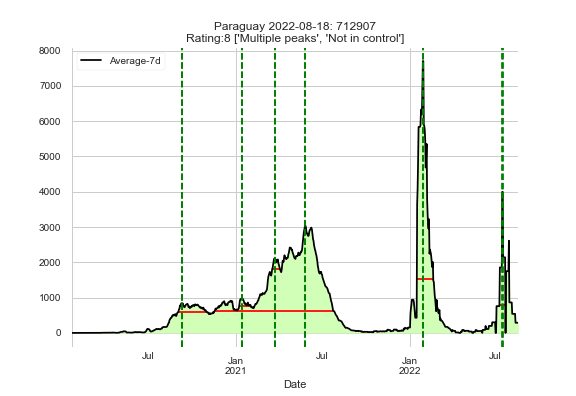 Paraguay 2022-08-18: 712907
Rating:8 ['Multiple peaks', 'Not in control']
8000
Average-7d
7000
6000
5000
4000
3000
2000
1000
0
Jul
Jan
2021
Jul
Jan
2022
Jul
Date